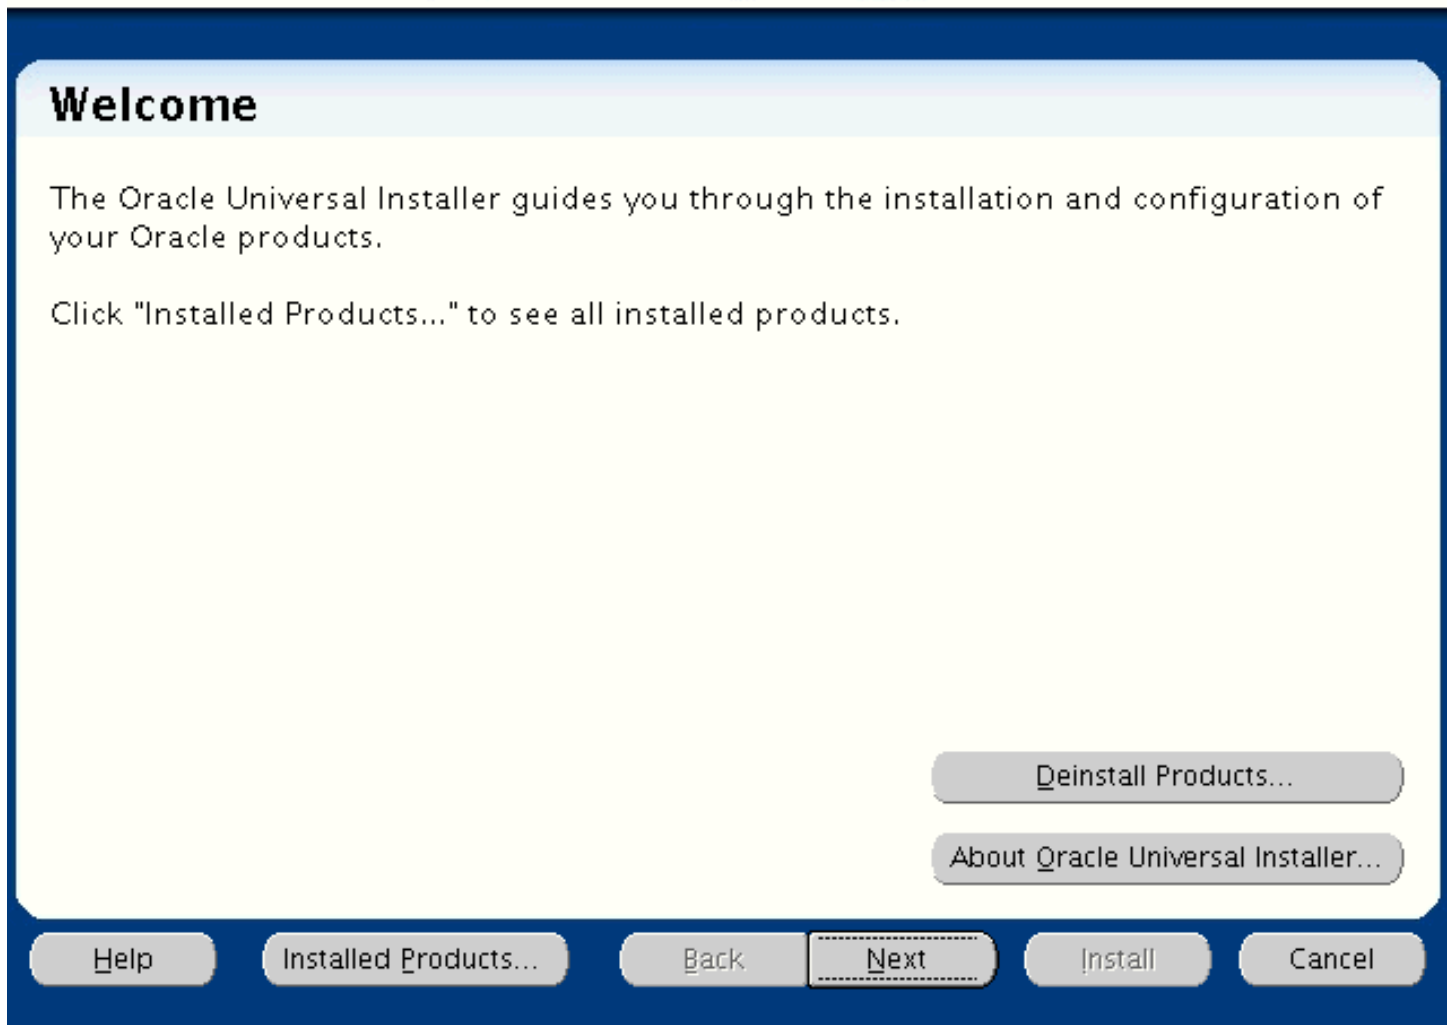 Welcome
The Oracle Universal Installer guides you through the installation and configuration of
your Oracle products.
Click "Installed Products..." to see all installed products.
Deinstall Products...
About Oracle Universal Installer...
Help
Installed Products...
Back
Next
Install
Cancel